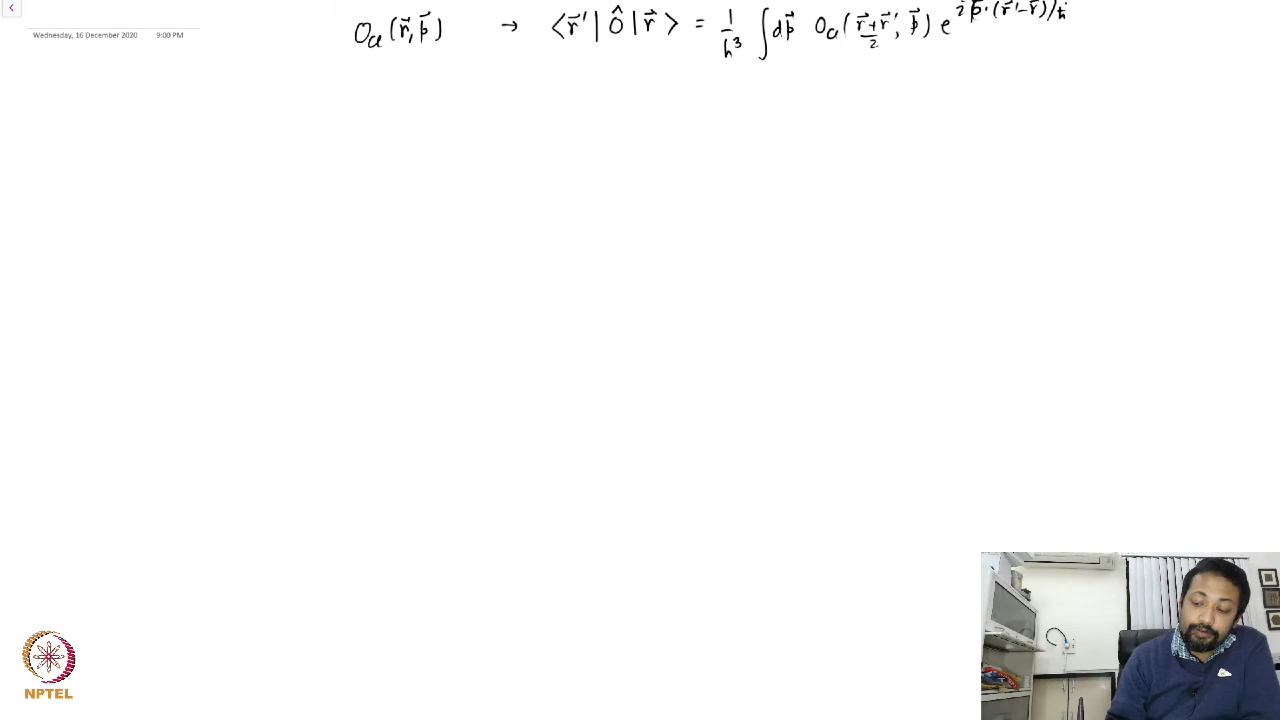 O_cl(r⃗, p⃗) → ⟨r⃗′|Ô|r⃗⟩ = 1/h³ ∫dp⃗ O_cl((r⃗+r⃗′)/2, p⃗) e^{i p⃗·(r⃗′−r⃗)/ħ}
Wednesday, 16 December 2020 9:00 PM
NPTEL